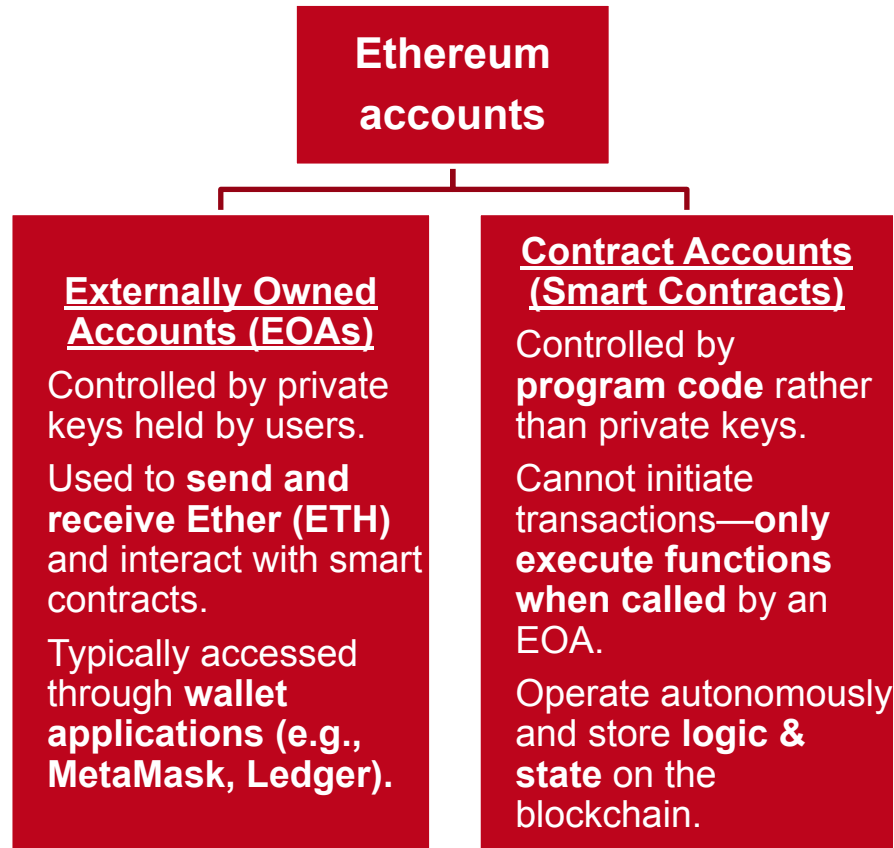 Ethereum
accounts
Externally Owned
Accounts (EOAs)
Controlled by private
keys held by users.
Used to send and
receive Ether (ETH)
and interact with smart
contracts.
Typically accessed
through wallet
applications (e.g.,
MetaMask, Ledger).
Contract Accounts
(Smart Contracts)
Controlled by
program code rather
than private keys.
Cannot initiate
transactions—only
execute functions
when called by an
EOA.
Operate autonomously
and store logic &
state on the
blockchain.